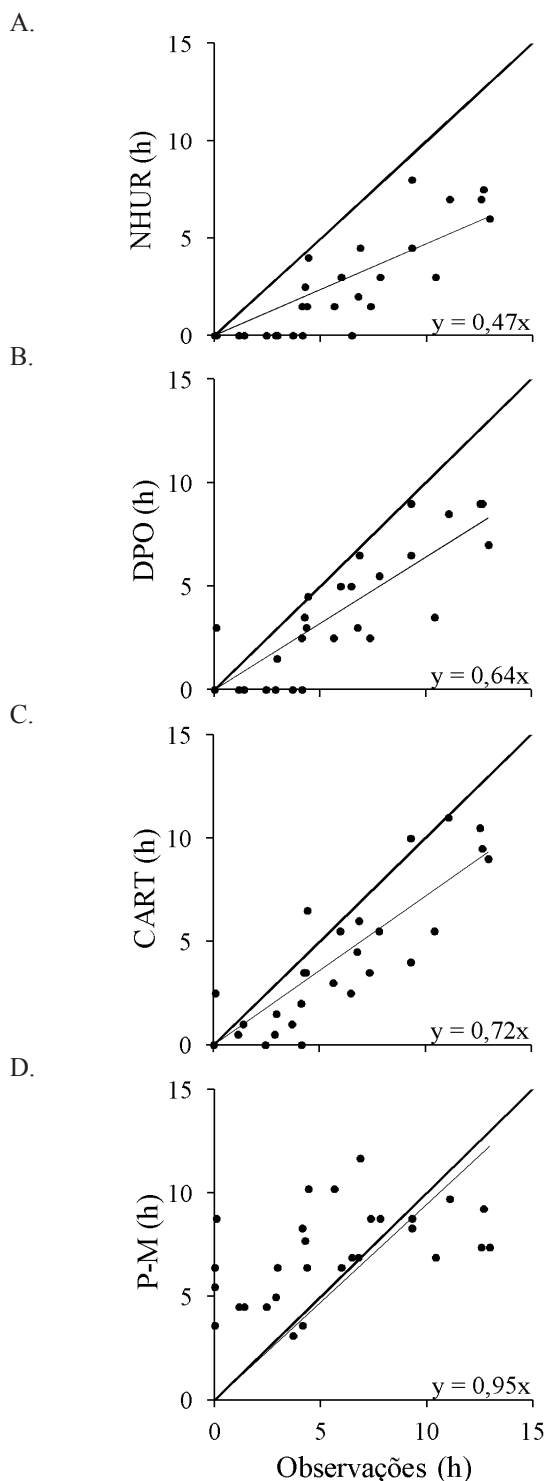 A.
15
10
5
0
NHUR (h)
y = 0,47x
B.
15
10
5
0
DPO (h)
y = 0,64x
C.
15
10
5
0
CART (h)
y = 0,72x
D.
15
10
5
0
P-M (h)
y = 0,95x
0 5 10 15
Observações (h)